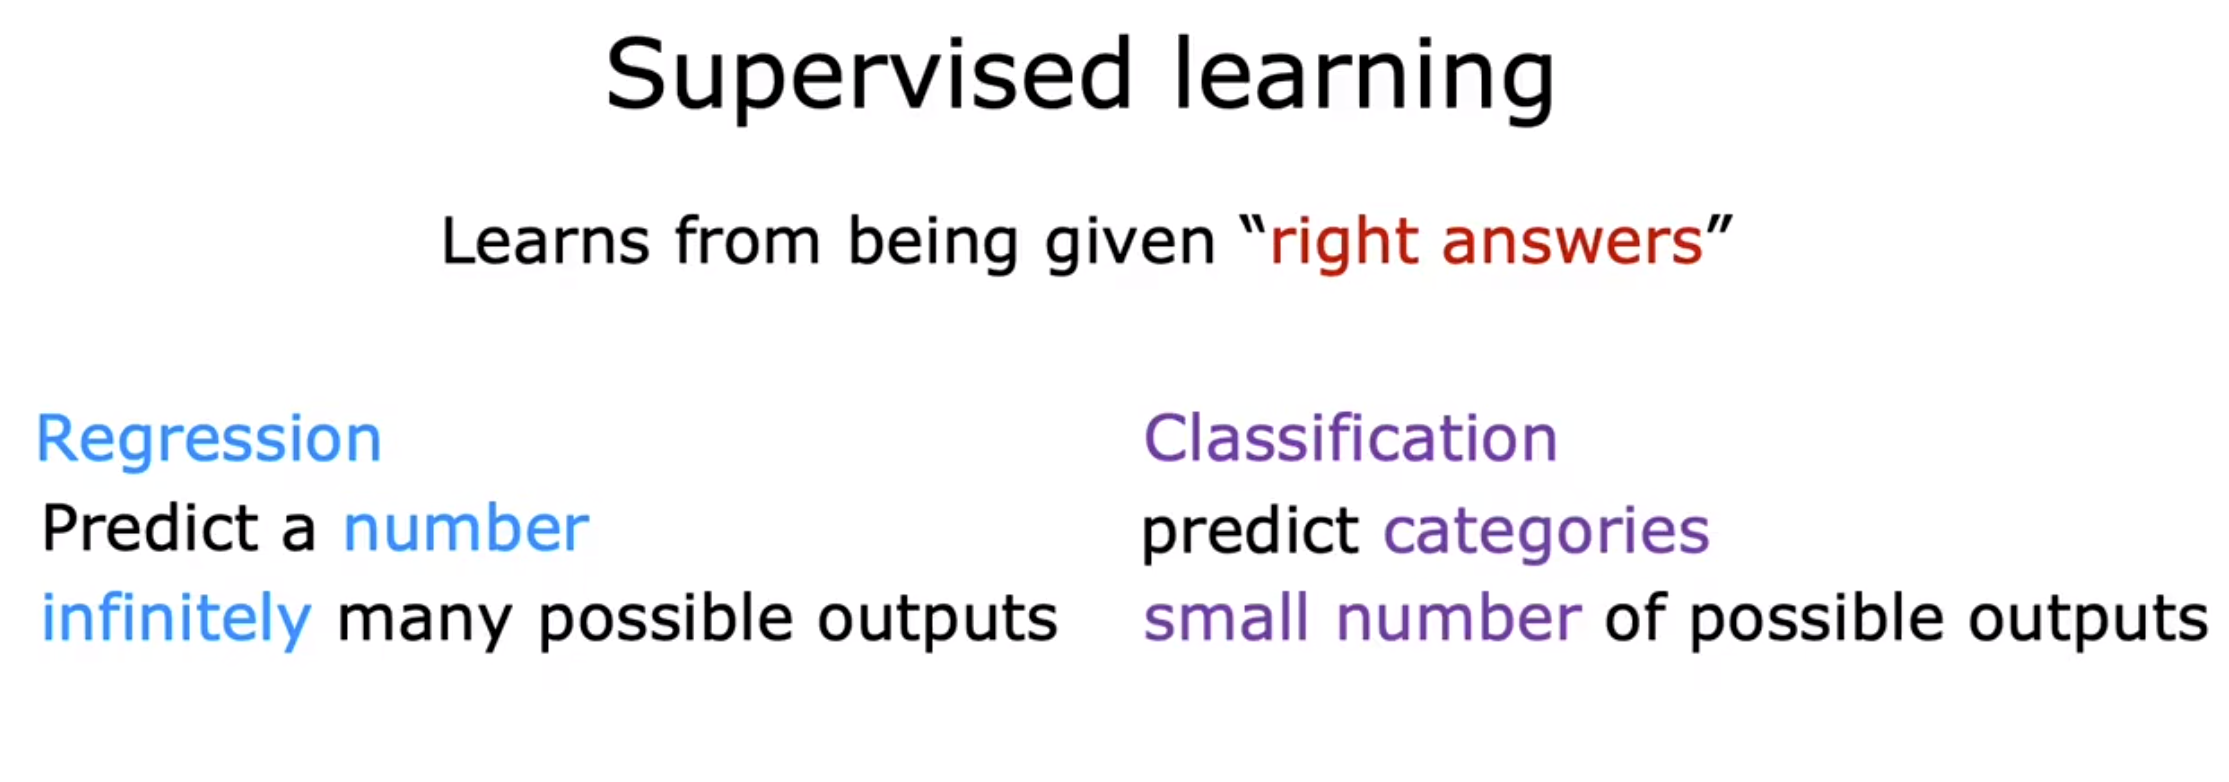 Supervised learning
Learns from being given “right answers”
Regression
Predict a number
infinitely many possible outputs
Classification
predict categories
small number of possible outputs